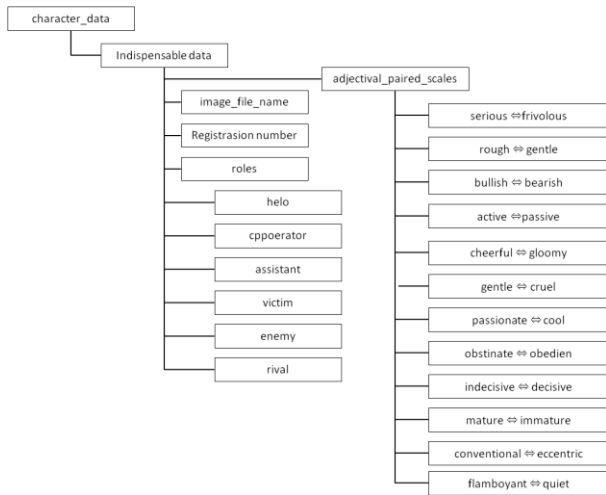 character_data
Indispensable data
adjectival_paired_scales
image_file_name
Registrasion number
roles
helo
cppoerator
assistant
victim
enemy
rival
serious ⇔frivolous
rough ⇔ gentle
bullish ⇔ bearish
active ⇔passive
cheerful ⇔ gloomy
gentle ⇔ cruel
passionate ⇔ cool
obstinate ⇔ obedien
indecisive ⇔ decisive
mature ⇔ immature
conventional ⇔ eccentric
flamboyant ⇔ quiet